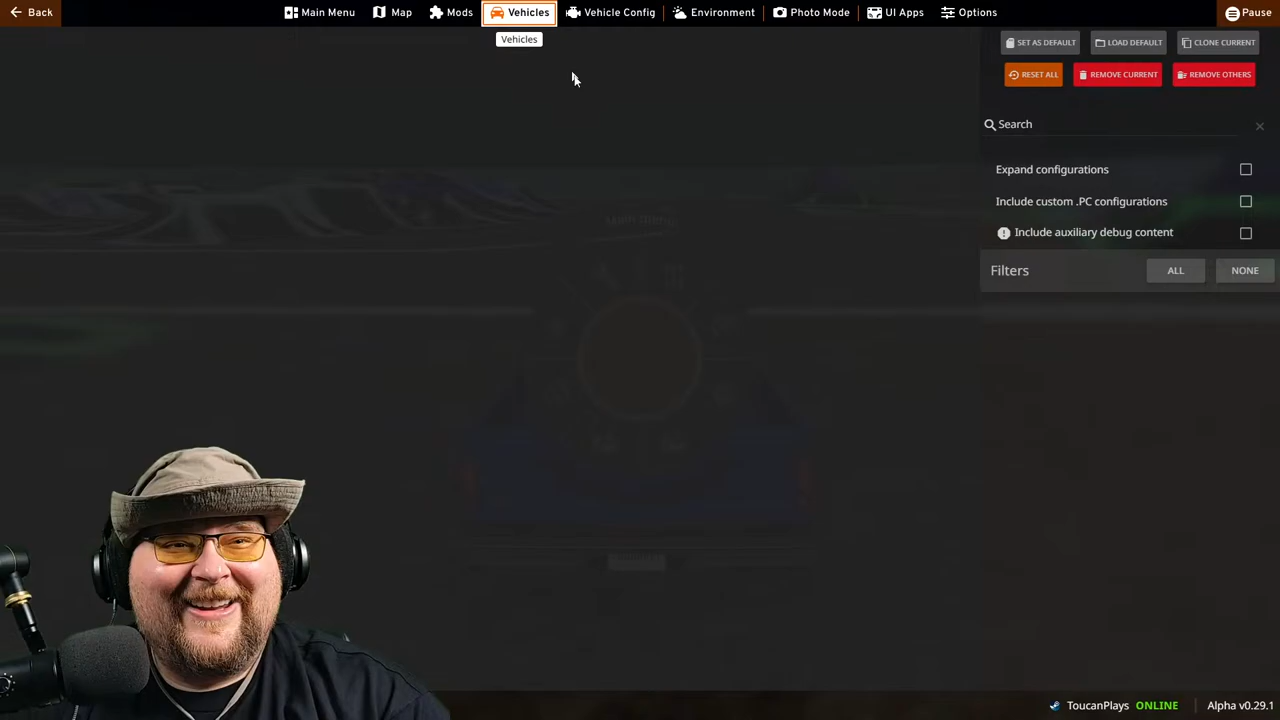 Back
Main Menu
Map
Mods
Vehicles
Vehicle Config
Environment
Photo Mode
UI Apps
Options
Pause
Vehicles
SET AS DEFAULT
LOAD DEFAULT
CLONE CURRENT
RESET ALL
REMOVE CURRENT
REMOVE OTHERS
Search
Expand configurations
Include custom .PC configurations
Include auxiliary debug content
Filters
ALL
NONE
ToucanPlays ONLINE
Alpha v0.29.1